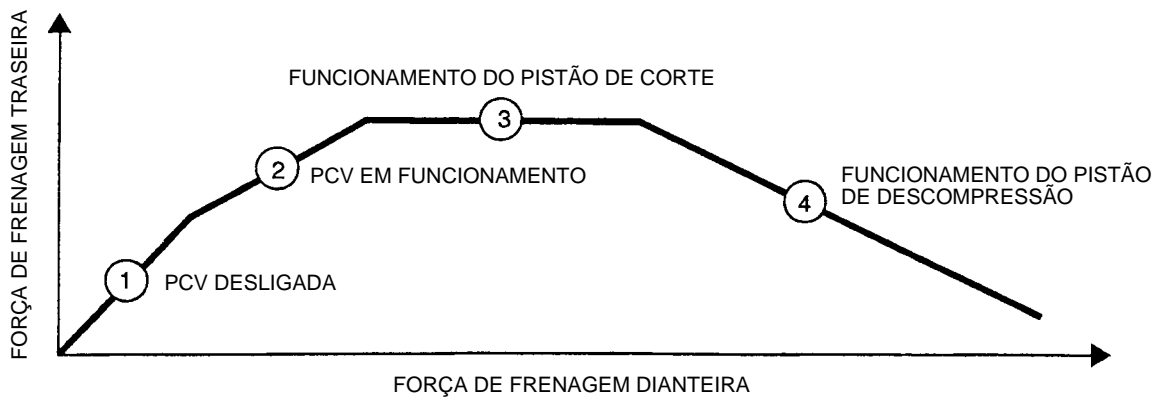 FORÇA DE FRENAGEM TRASEIRA
FUNCIONAMENTO DO PISTÃO DE CORTE
3
2
PCV EM FUNCIONAMENTO
FUNCIONAMENTO DO PISTÃO
DE DESCOMPRESSÃO
4
1
PCV DESLIGADA
FORÇA DE FRENAGEM DIANTEIRA